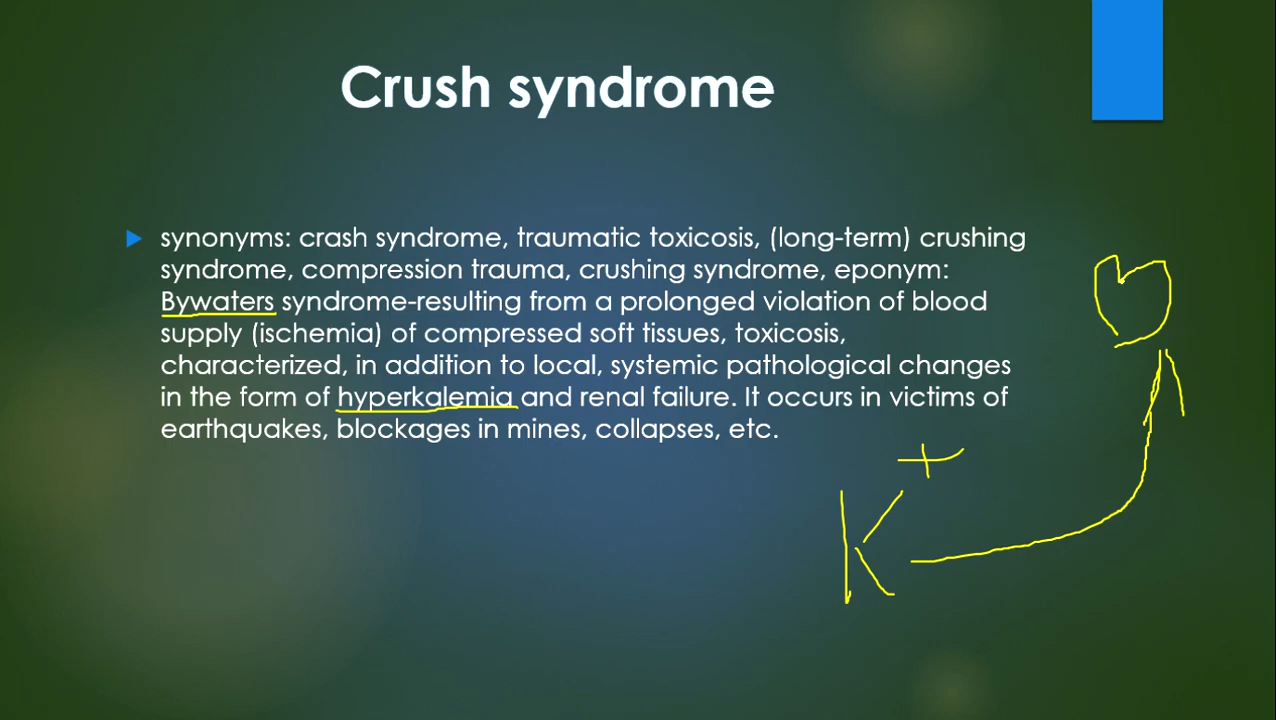 Crush syndrome
synonyms: crash syndrome, traumatic toxicosis, (long-term) crushing
syndrome, compression trauma, crushing syndrome, eponym:
Bywaters syndrome-resulting from a prolonged violation of blood
supply (ischemia) of compressed soft tissues, toxicosis,
characterized, in addition to local, systemic pathological changes
in the form of hyperkalemia and renal failure. It occurs in victims of
earthquakes, blockages in mines, collapses, etc.
K+